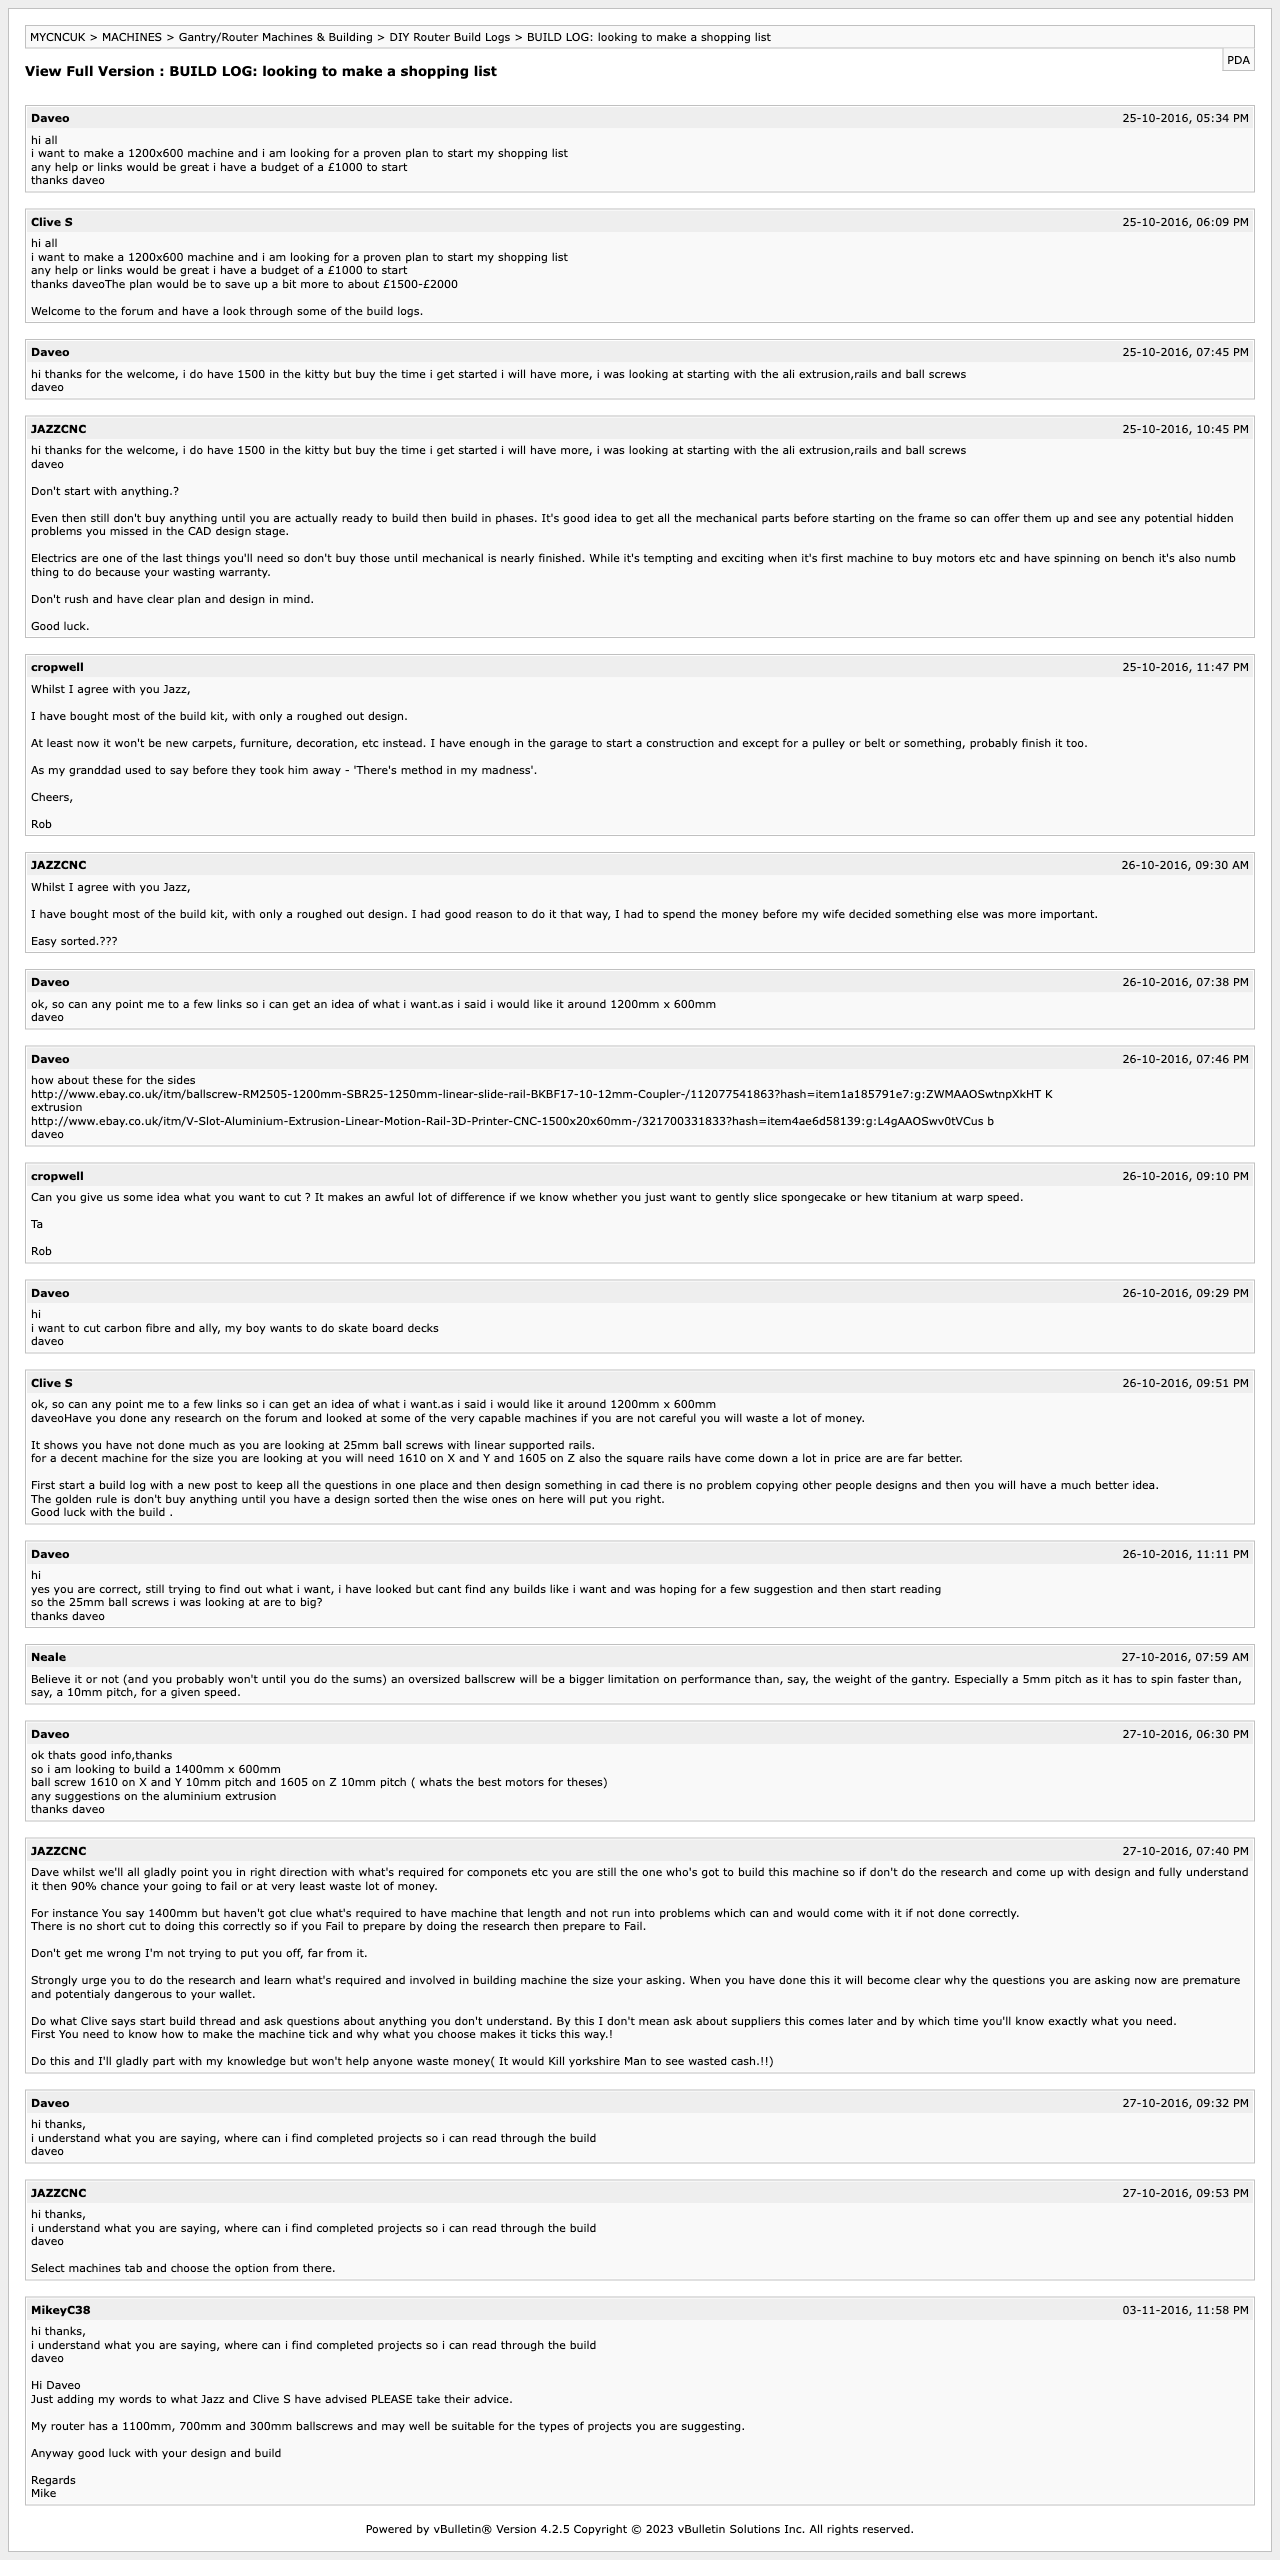 MYCNCUK > MACHINES > Gantry/Router Machines & Building > DIY Router Build Logs > BUILD LOG: looking to make a shopping list
PDA
View Full Version : BUILD LOG: looking to make a shopping list
Daveo 25-10-2016, 05:34 PM
hi all
i want to make a 1200x600 machine and i am looking for a proven plan to start my shopping list
any help or links would be great i have a budget of a £1000 to start
thanks daveo
Clive S 25-10-2016, 06:09 PM
hi all
i want to make a 1200x600 machine and i am looking for a proven plan to start my shopping list
any help or links would be great i have a budget of a £1000 to start
thanks daveoThe plan would be to save up a bit more to about £1500-£2000
Welcome to the forum and have a look through some of the build logs.
Daveo 25-10-2016, 07:45 PM
hi thanks for the welcome, i do have 1500 in the kitty but buy the time i get started i will have more, i was looking at starting with the ali extrusion,rails and ball screws
daveo
JAZZCNC 25-10-2016, 10:45 PM
hi thanks for the welcome, i do have 1500 in the kitty but buy the time i get started i will have more, i was looking at starting with the ali extrusion,rails and ball screws
daveo
Don't start with anything.?
Even then still don't buy anything until you are actually ready to build then build in phases. It's good idea to get all the mechanical parts before starting on the frame so can offer them up and see any potential hidden
problems you missed in the CAD design stage.
Electrics are one of the last things you'll need so don't buy those until mechanical is nearly finished. While it's tempting and exciting when it's first machine to buy motors etc and have spinning on bench it's also numb
thing to do because your wasting warranty.
Don't rush and have clear plan and design in mind.
Good luck.
cropwell 25-10-2016, 11:47 PM
Whilst I agree with you Jazz,
I have bought most of the build kit, with only a roughed out design.
At least now it won't be new carpets, furniture, decoration, etc instead. I have enough in the garage to start a construction and except for a pulley or belt or something, probably finish it too.
As my granddad used to say before they took him away - 'There's method in my madness'.
Cheers,
Rob
JAZZCNC 26-10-2016, 09:30 AM
Whilst I agree with you Jazz,
I have bought most of the build kit, with only a roughed out design. I had good reason to do it that way, I had to spend the money before my wife decided something else was more important.
Easy sorted.???
Daveo 26-10-2016, 07:38 PM
ok, so can any point me to a few links so i can get an idea of what i want.as i said i would like it around 1200mm x 600mm
daveo
Daveo 26-10-2016, 07:46 PM
how about these for the sides
http://www.ebay.co.uk/itm/ballscrew-RM2505-1200mm-SBR25-1250mm-linear-slide-rail-BKBF17-10-12mm-Coupler-/112077541863?hash=item1a185791e7:g:ZWMAAOSwtnpXkHT K
extrusion
http://www.ebay.co.uk/itm/V-Slot-Aluminium-Extrusion-Linear-Motion-Rail-3D-Printer-CNC-1500x20x60mm-/321700331833?hash=item4ae6d58139:g:L4gAAOSwv0tVCus b
daveo
cropwell 26-10-2016, 09:10 PM
Can you give us some idea what you want to cut ? It makes an awful lot of difference if we know whether you just want to gently slice spongecake or hew titanium at warp speed.
Ta
Rob
Daveo 26-10-2016, 09:29 PM
hi
i want to cut carbon fibre and ally, my boy wants to do skate board decks
daveo
Clive S 26-10-2016, 09:51 PM
ok, so can any point me to a few links so i can get an idea of what i want.as i said i would like it around 1200mm x 600mm
daveoHave you done any research on the forum and looked at some of the very capable machines if you are not careful you will waste a lot of money.
It shows you have not done much as you are looking at 25mm ball screws with linear supported rails.
for a decent machine for the size you are looking at you will need 1610 on X and Y and 1605 on Z also the square rails have come down a lot in price are are far better.
First start a build log with a new post to keep all the questions in one place and then design something in cad there is no problem copying other people designs and then you will have a much better idea.
The golden rule is don't buy anything until you have a design sorted then the wise ones on here will put you right.
Good luck with the build .
Daveo 26-10-2016, 11:11 PM
hi
yes you are correct, still trying to find out what i want, i have looked but cant find any builds like i want and was hoping for a few suggestion and then start reading
so the 25mm ball screws i was looking at are to big?
thanks daveo
Neale 27-10-2016, 07:59 AM
Believe it or not (and you probably won't until you do the sums) an oversized ballscrew will be a bigger limitation on performance than, say, the weight of the gantry. Especially a 5mm pitch as it has to spin faster than,
say, a 10mm pitch, for a given speed.
Daveo 27-10-2016, 06:30 PM
ok thats good info,thanks
so i am looking to build a 1400mm x 600mm
ball screw 1610 on X and Y 10mm pitch and 1605 on Z 10mm pitch ( whats the best motors for theses)
any suggestions on the aluminium extrusion
thanks daveo
JAZZCNC 27-10-2016, 07:40 PM
Dave whilst we'll all gladly point you in right direction with what's required for componets etc you are still the one who's got to build this machine so if don't do the research and come up with design and fully understand
it then 90% chance your going to fail or at very least waste lot of money.
For instance You say 1400mm but haven't got clue what's required to have machine that length and not run into problems which can and would come with it if not done correctly.
There is no short cut to doing this correctly so if you Fail to prepare by doing the research then prepare to Fail.
Don't get me wrong I'm not trying to put you off, far from it.
Strongly urge you to do the research and learn what's required and involved in building machine the size your asking. When you have done this it will become clear why the questions you are asking now are premature
and potentialy dangerous to your wallet.
Do what Clive says start build thread and ask questions about anything you don't understand. By this I don't mean ask about suppliers this comes later and by which time you'll know exactly what you need.
First You need to know how to make the machine tick and why what you choose makes it ticks this way.!
Do this and I'll gladly part with my knowledge but won't help anyone waste money( It would Kill yorkshire Man to see wasted cash.!!)
Daveo 27-10-2016, 09:32 PM
hi thanks,
i understand what you are saying, where can i find completed projects so i can read through the build
daveo
JAZZCNC 27-10-2016, 09:53 PM
hi thanks,
i understand what you are saying, where can i find completed projects so i can read through the build
daveo
Select machines tab and choose the option from there.
MikeyC38 03-11-2016, 11:58 PM
hi thanks,
i understand what you are saying, where can i find completed projects so i can read through the build
daveo
Hi Daveo
Just adding my words to what Jazz and Clive S have advised PLEASE take their advice.
My router has a 1100mm, 700mm and 300mm ballscrews and may well be suitable for the types of projects you are suggesting.
Anyway good luck with your design and build
Regards
Mike
Powered by vBulletin® Version 4.2.5 Copyright © 2023 vBulletin Solutions Inc. All rights reserved.